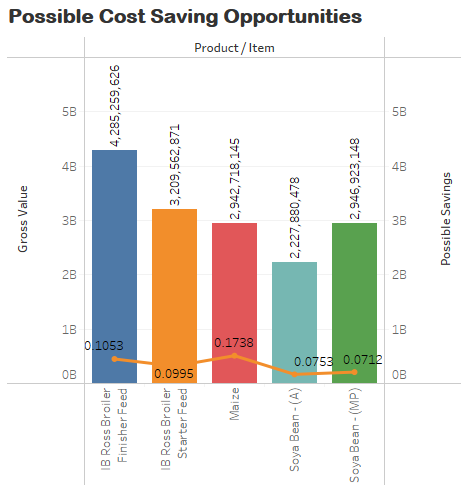 Possible Cost Saving Opportunities
Product / Item
Gross Value
Possible Savings
5B
4B
3B
2B
1B
0B
5B
4B
3B
2B
1B
0B
4,285,259,626
3,209,562,871
2,942,718,145
2,227,880,478
2,946,923,148
0.1053
0.0995
0.1738
0.0753
0.0712
IB Ross Broiler
Finisher Feed
IB Ross Broiler
Starter Feed
Maize
Soya Bean - (A)
Soya Bean - (MP)